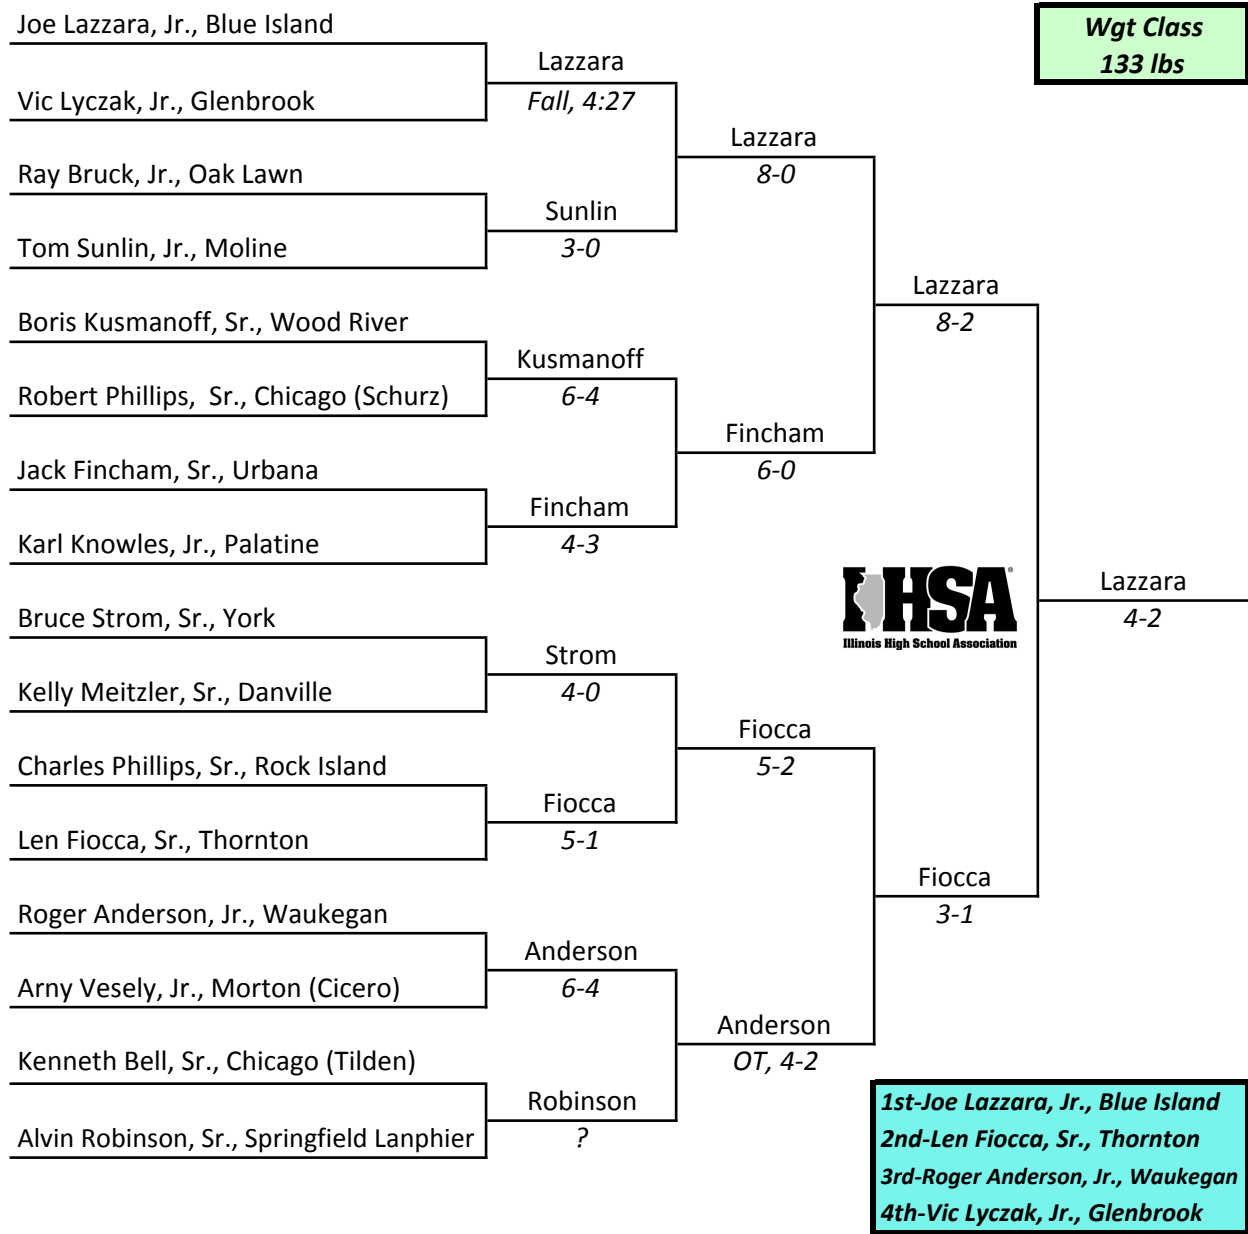 Joe Lazzara, Jr., Blue Island
Wgt Class
133 lbs
Lazzara
Fall, 4:27
Vic Lyczak, Jr., Glenbrook
Lazzara
8-0
Ray Bruck, Jr., Oak Lawn
Sunlin
3-0
Tom Sunlin, Jr., Moline
Lazzara
8-2
Boris Kusmanoff, Sr., Wood River
Kusmanoff
6-4
Robert Phillips,  Sr., Chicago (Schurz)
Fincham
6-0
Jack Fincham, Sr., Urbana
Fincham
4-3
Karl Knowles, Jr., Palatine
IHSA®
Illinois High School Association
Lazzara
4-2
Bruce Strom, Sr., York
Strom
4-0
Kelly Meitzler, Sr., Danville
Fiocca
5-2
Charles Phillips, Sr., Rock Island
Fiocca
5-1
Len Fiocca, Sr., Thornton
Fiocca
3-1
Roger Anderson, Jr., Waukegan
Anderson
6-4
Arny Vesely, Jr., Morton (Cicero)
Anderson
OT, 4-2
Kenneth Bell, Sr., Chicago (Tilden)
Robinson
?
Alvin Robinson, Sr., Springfield Lanphier
1st-Joe Lazzara, Jr., Blue Island
2nd-Len Fiocca, Sr., Thornton
3rd-Roger Anderson, Jr., Waukegan
4th-Vic Lyczak, Jr., Glenbrook